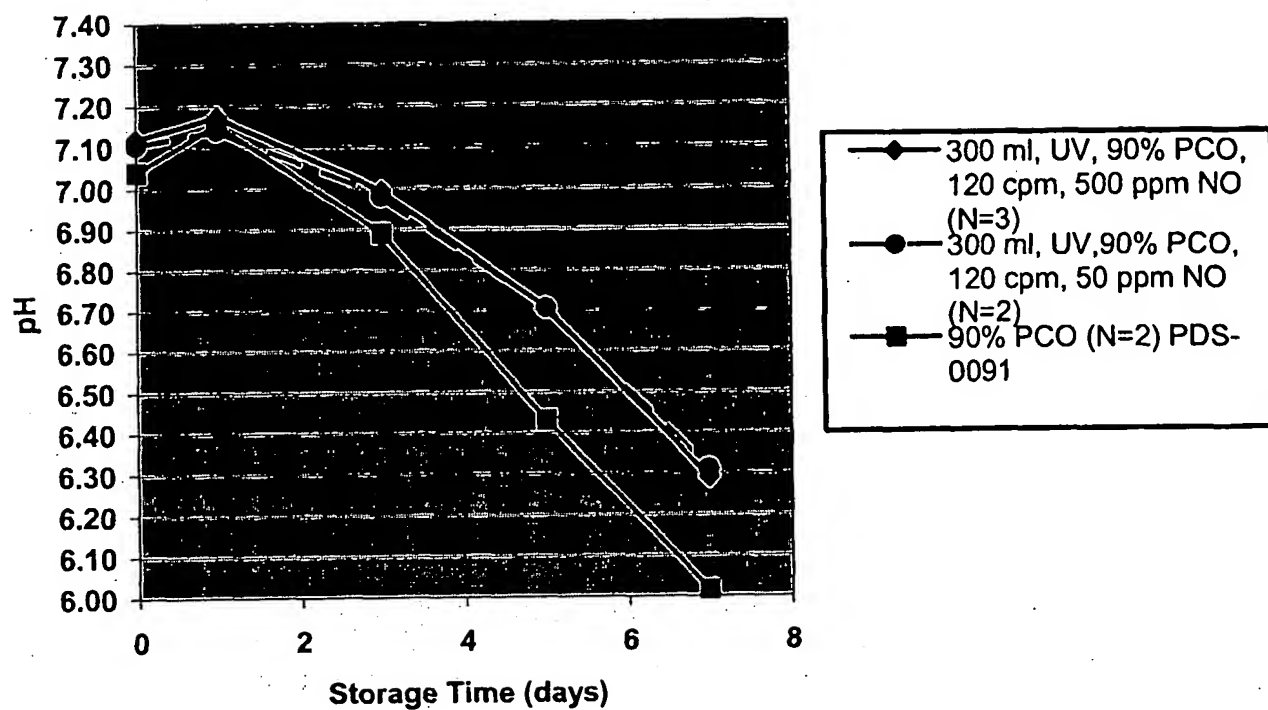 7.40
7.30
7.20
7.10
7.00
6.90
6.80
6.70
6.60
6.50
6.40
6.30
6.20
6.10
6.00
pH
0 2 4 6 8
Storage Time (days)
300 ml, UV, 90% PCO,
120 cpm, 500 ppm NO
(N=3)
300 ml, UV,90% PCO,
120 cpm, 50 ppm NO
(N=2)
90% PCO (N=2) PDS-
0091